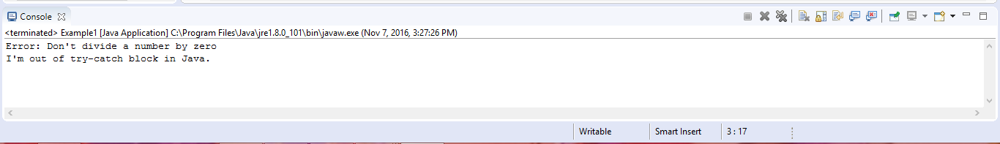 Console
<terminated> Example1 [Java Application] C:\Program Files\Java\jre1.8.0_101\bin\javaw.exe (Nov 7, 2016, 3:27:26 PM)
Error: Don't divide a number by zero
I'm out of try-catch block in Java.
Writable Smart Insert 3 : 17